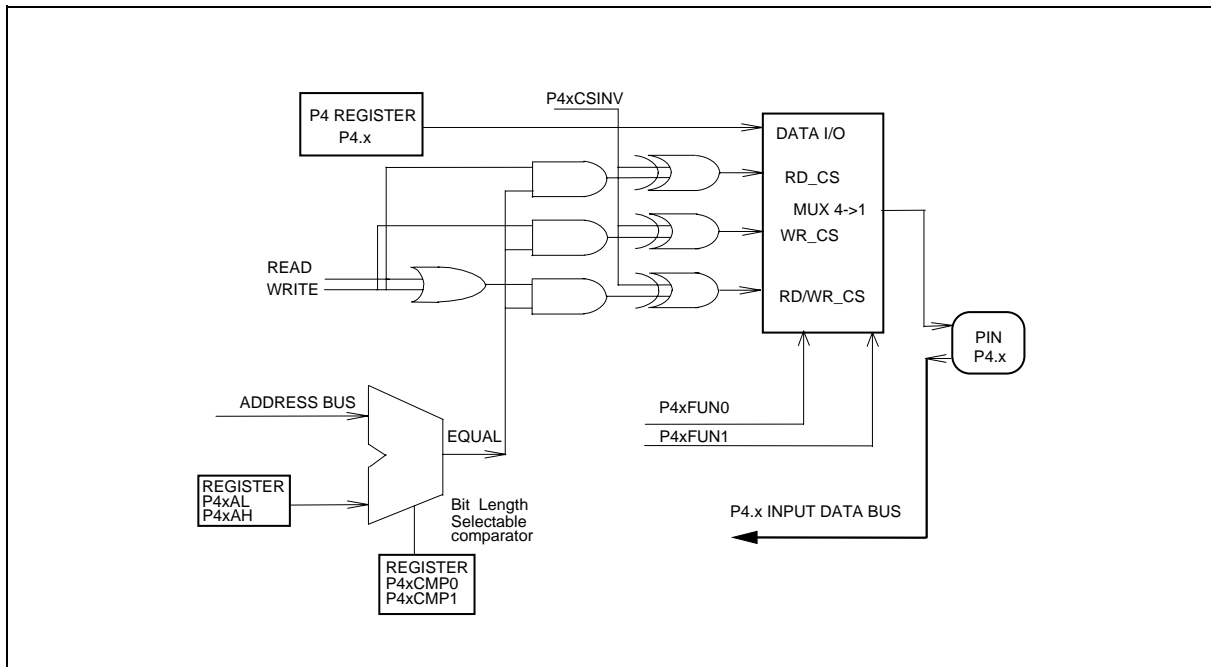 P4xCSINV
P4 REGISTER
P4.x
DATA I/O
RD_CS
MUX 4->1
WR_CS
READ
WRITE
RD/WR_CS
PIN
P4.x
ADDRESS BUS
P4xFUN0
EQUAL
P4xFUN1
REGISTER
P4xAL
P4xAH
Bit Length
Selectable
comparator
P4.x INPUT DATA BUS
REGISTER
P4xCMP0
P4xCMP1